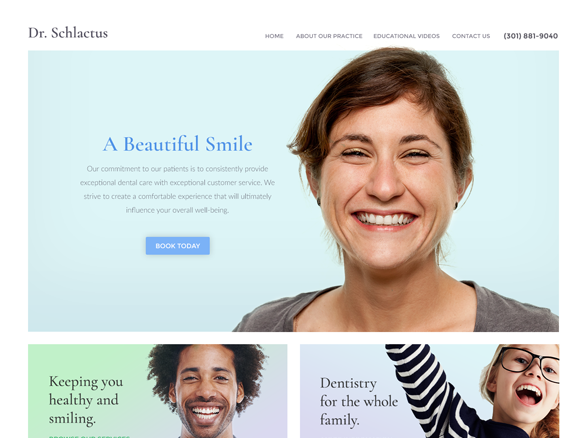 Dr. Schlactus
HOME ABOUT OUR PRACTICE EDUCATIONAL VIDEOS CONTACT US (301) 881-9040
A Beautiful Smile
Our commitment to our patients is to consistently provide
exceptional dental care with exceptional customer service. We
strive to create a comfortable experience that will ultimately
influence your overall well-being.
BOOK TODAY
Keeping you
healthy and
smiling.
Dentistry
for the whole
family.